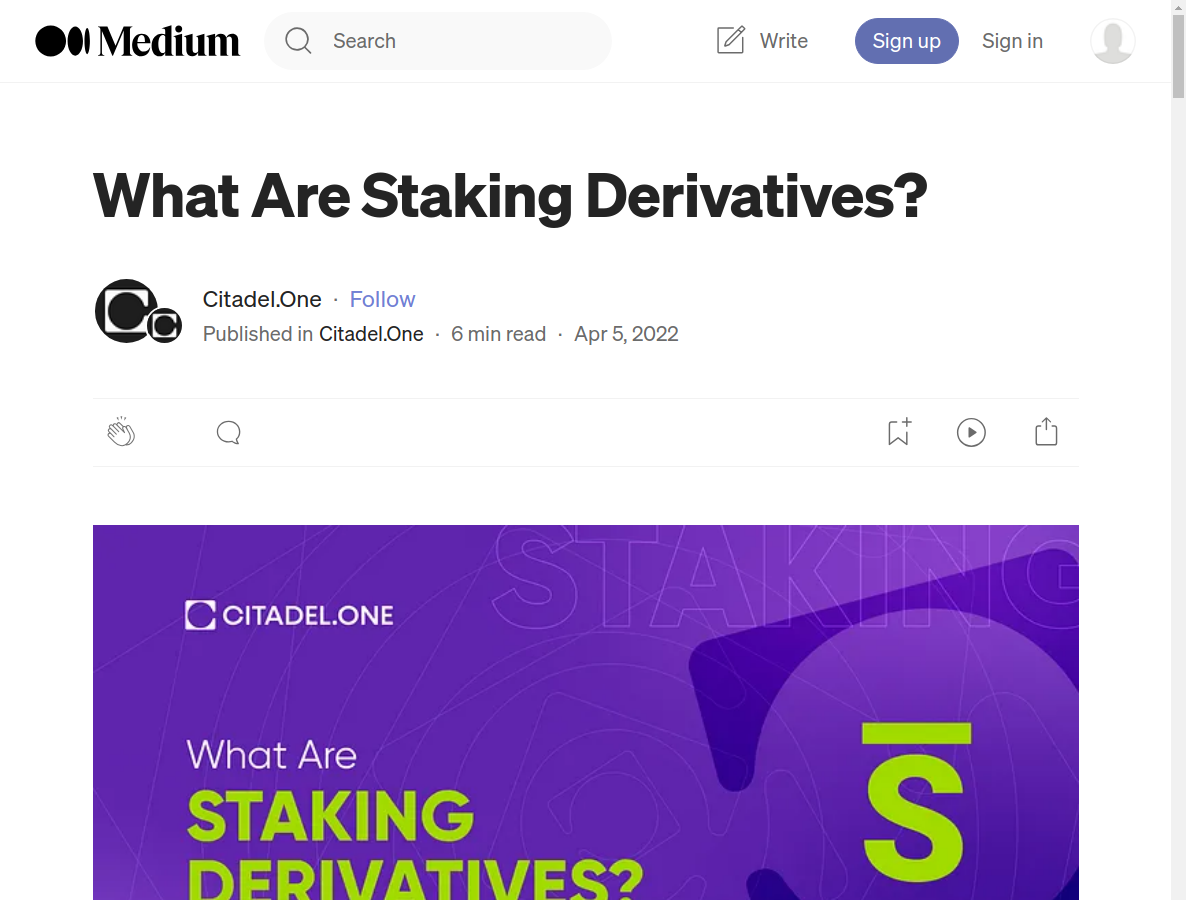 Medium
Search
Write
Sign up
Sign in
What Are Staking Derivatives?
Citadel.One · Follow
Published in Citadel.One · 6 min read · Apr 5, 2022
STAKING
CITADEL.ONE
What Are
STAKING
DERIVATIVES?
S